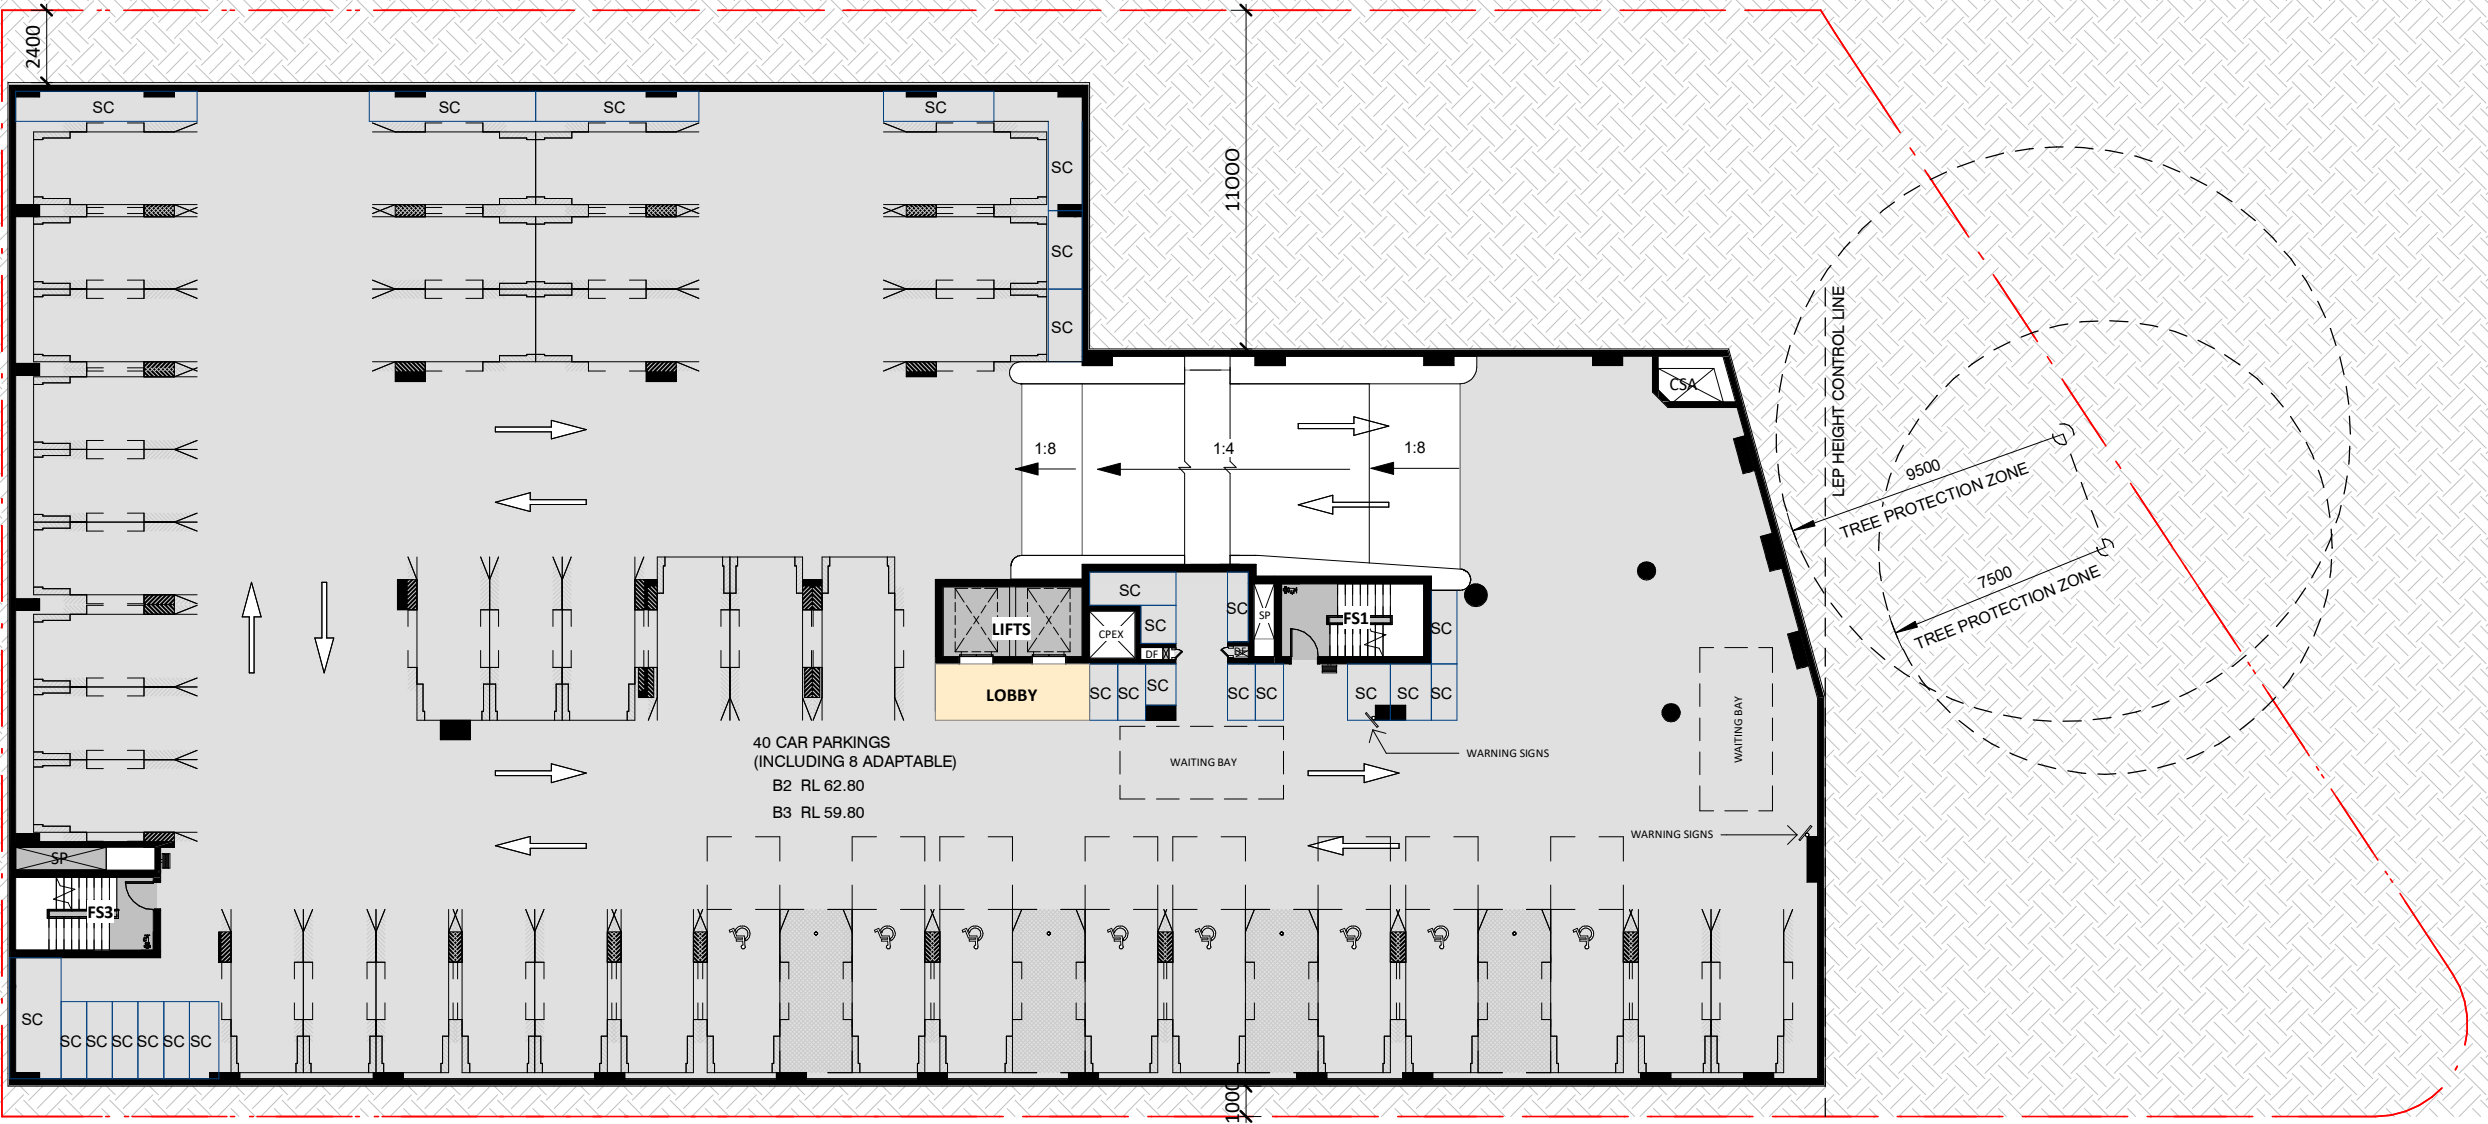 2400
SC
SC
SC
SC
11000
SC
SC
SC
LEP HEIGHT CONTROL LINE
CSA
1:8
1:4
1:8
9500
TREE PROTECTION ZONE
7500
TREE PROTECTION ZONE
SC
SC
SP
FS1
SC
LIFTS
CPEX
SC
DF
DF
LOBBY
SC
SC
SC
SC
SC
SC
SC
SC
WAITING BAY
40 CAR PARKINGS
(INCLUDING 8 ADAPTABLE)
B2 RL 62.80
B3 RL 59.80
WAITING BAY
WARNING SIGNS
WARNING SIGNS
SP
FS3
SC
SC
SC
SC
SC
SC
SC
1000